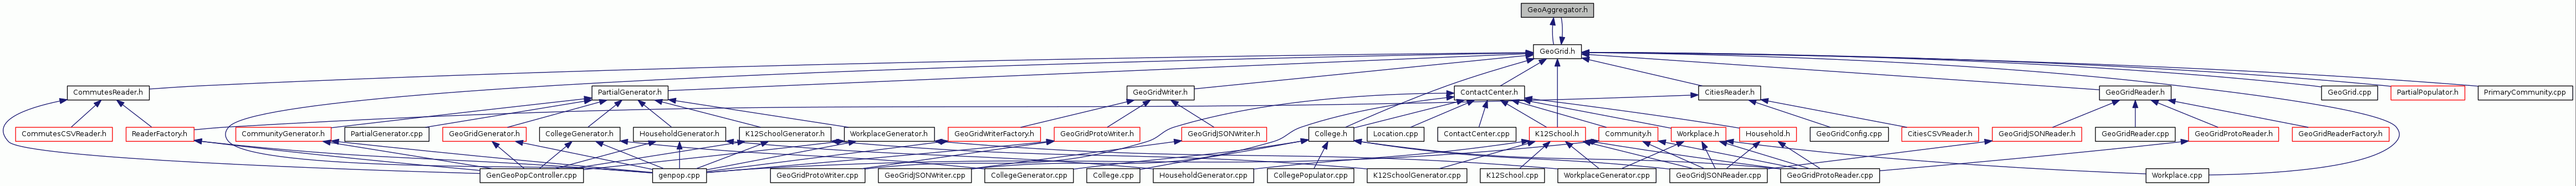 GeoAggregator.h
GeoGrid.h
CommutesReader.h
PartialGenerator.h
GeoGridWriter.h
ContactCenter.h
CitiesReader.h
GeoGridReader.h
GeoGrid.cpp
PartialPopulator.h
PrimaryCommunity.cpp
CommutesCSVReader.h
ReaderFactory.h
CommunityGenerator.h
PartialGenerator.cpp
GeoGridGenerator.h
CollegeGenerator.h
HouseholdGenerator.h
K12SchoolGenerator.h
WorkplaceGenerator.h
GeoGridWriterFactory.h
GeoGridProtoWriter.h
GeoGridJSONWriter.h
College.h
Location.cpp
ContactCenter.cpp
K12School.h
Community.h
Workplace.h
Household.h
GeoGridConfig.cpp
CitiesCSVReader.h
GeoGridJSONReader.h
GeoGridReader.cpp
GeoGridProtoReader.h
GeoGridReaderFactory.h
GenGeoPopController.cpp
genpop.cpp
GeoGridProtoWriter.cpp
GeoGridJSONWriter.cpp
CollegeGenerator.cpp
College.cpp
HouseholdGenerator.cpp
CollegePopulator.cpp
K12SchoolGenerator.cpp
K12School.cpp
WorkplaceGenerator.cpp
GeoGridJSONReader.cpp
GeoGridProtoReader.cpp
Workplace.cpp